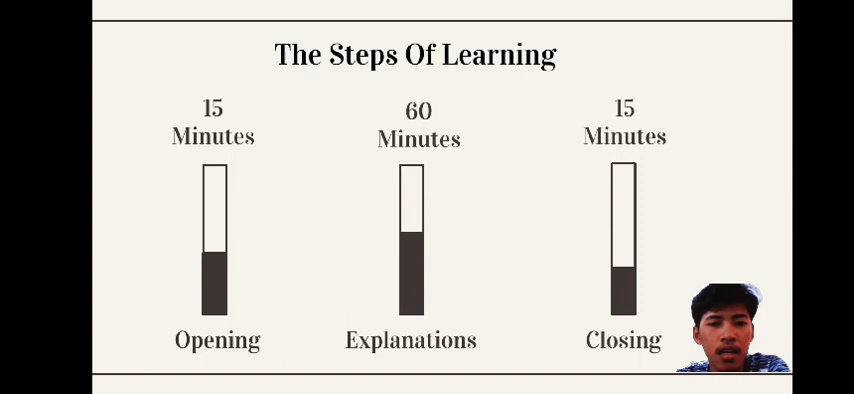 The Steps Of Learning
15
Minutes
60
Minutes
15
Minutes
Opening
Explanations
Closing